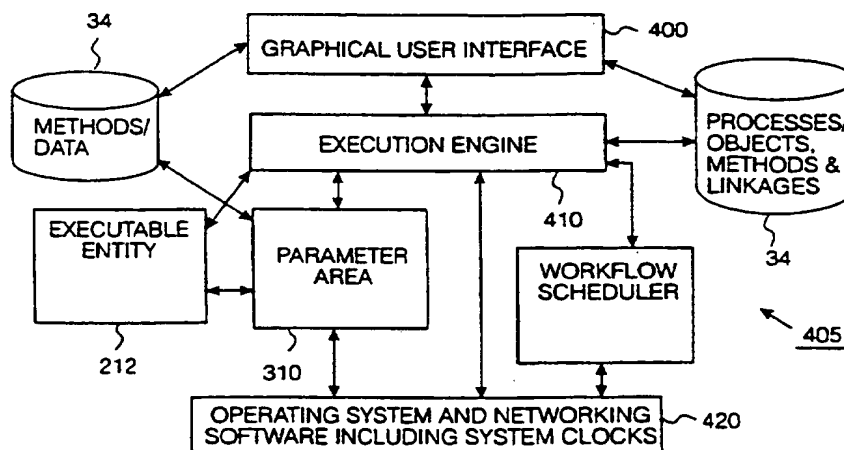 34
GRAPHICAL USER INTERFACE
400
METHODS/
DATA
EXECUTION ENGINE
PROCESSES/
OBJECTS,
METHODS &
LINKAGES
410
34
EXECUTABLE
ENTITY
PARAMETER
AREA
WORKFLOW
SCHEDULER
212
310
405
OPERATING SYSTEM AND NETWORKING
SOFTWARE INCLUDING SYSTEM CLOCKS
420